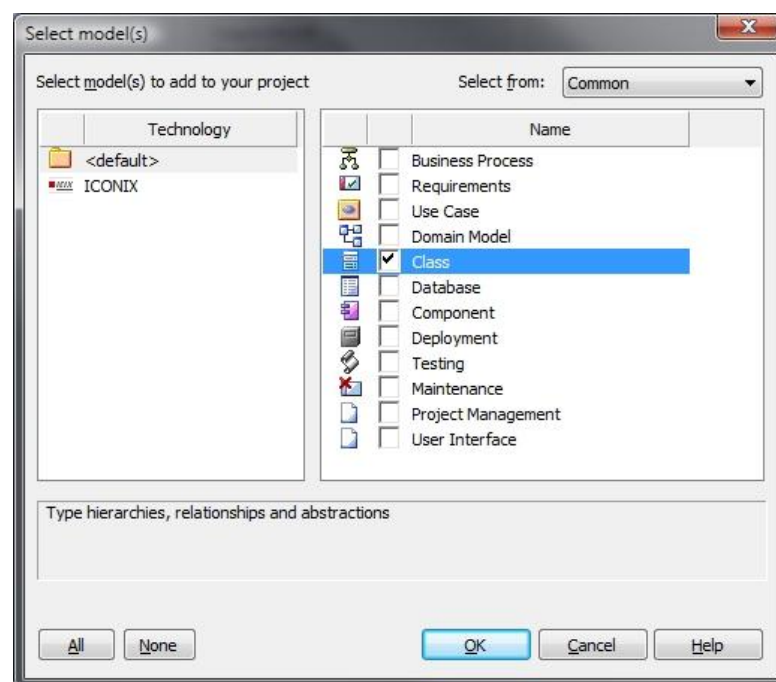 Select model(s)
Select model(s) to add to your project
Select from:
Common
Technology
<default>
ICONIX
Name
Business Process
Requirements
Use Case
Domain Model
Class
Database
Component
Deployment
Testing
Maintenance
Project Management
User Interface
Type hierarchies, relationships and abstractions
All
None
OK
Cancel
Help